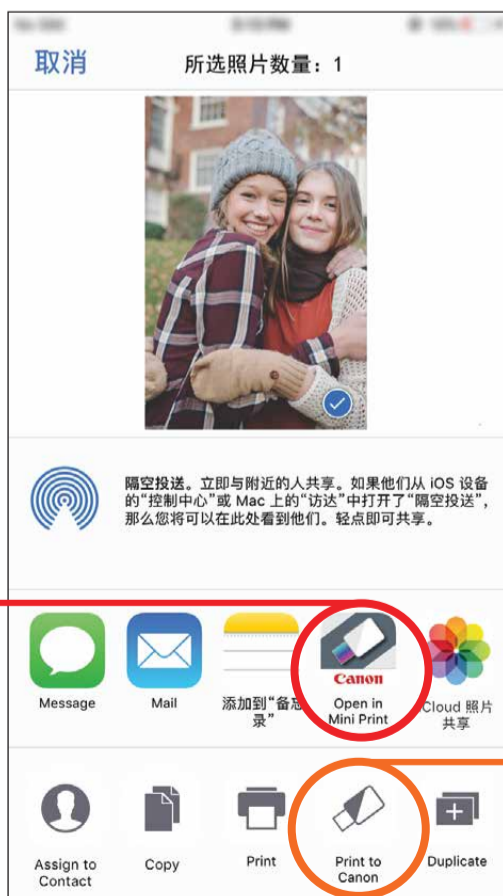 取消
所选照片数量：1
隔空投送。立即与附近的人共享。如果他们从 iOS 设备
的“控制中心”或 Mac 上的“访达”中打开了“隔空投送”，
那么您将可以在此处看到他们。轻点即可共享。
Canon
Message
Mail
添加到“备忘
录”
Open in
Mini Print
Cloud 照片
共享
Assign to
Contact
Copy
Print
Print to
Canon
Duplicate